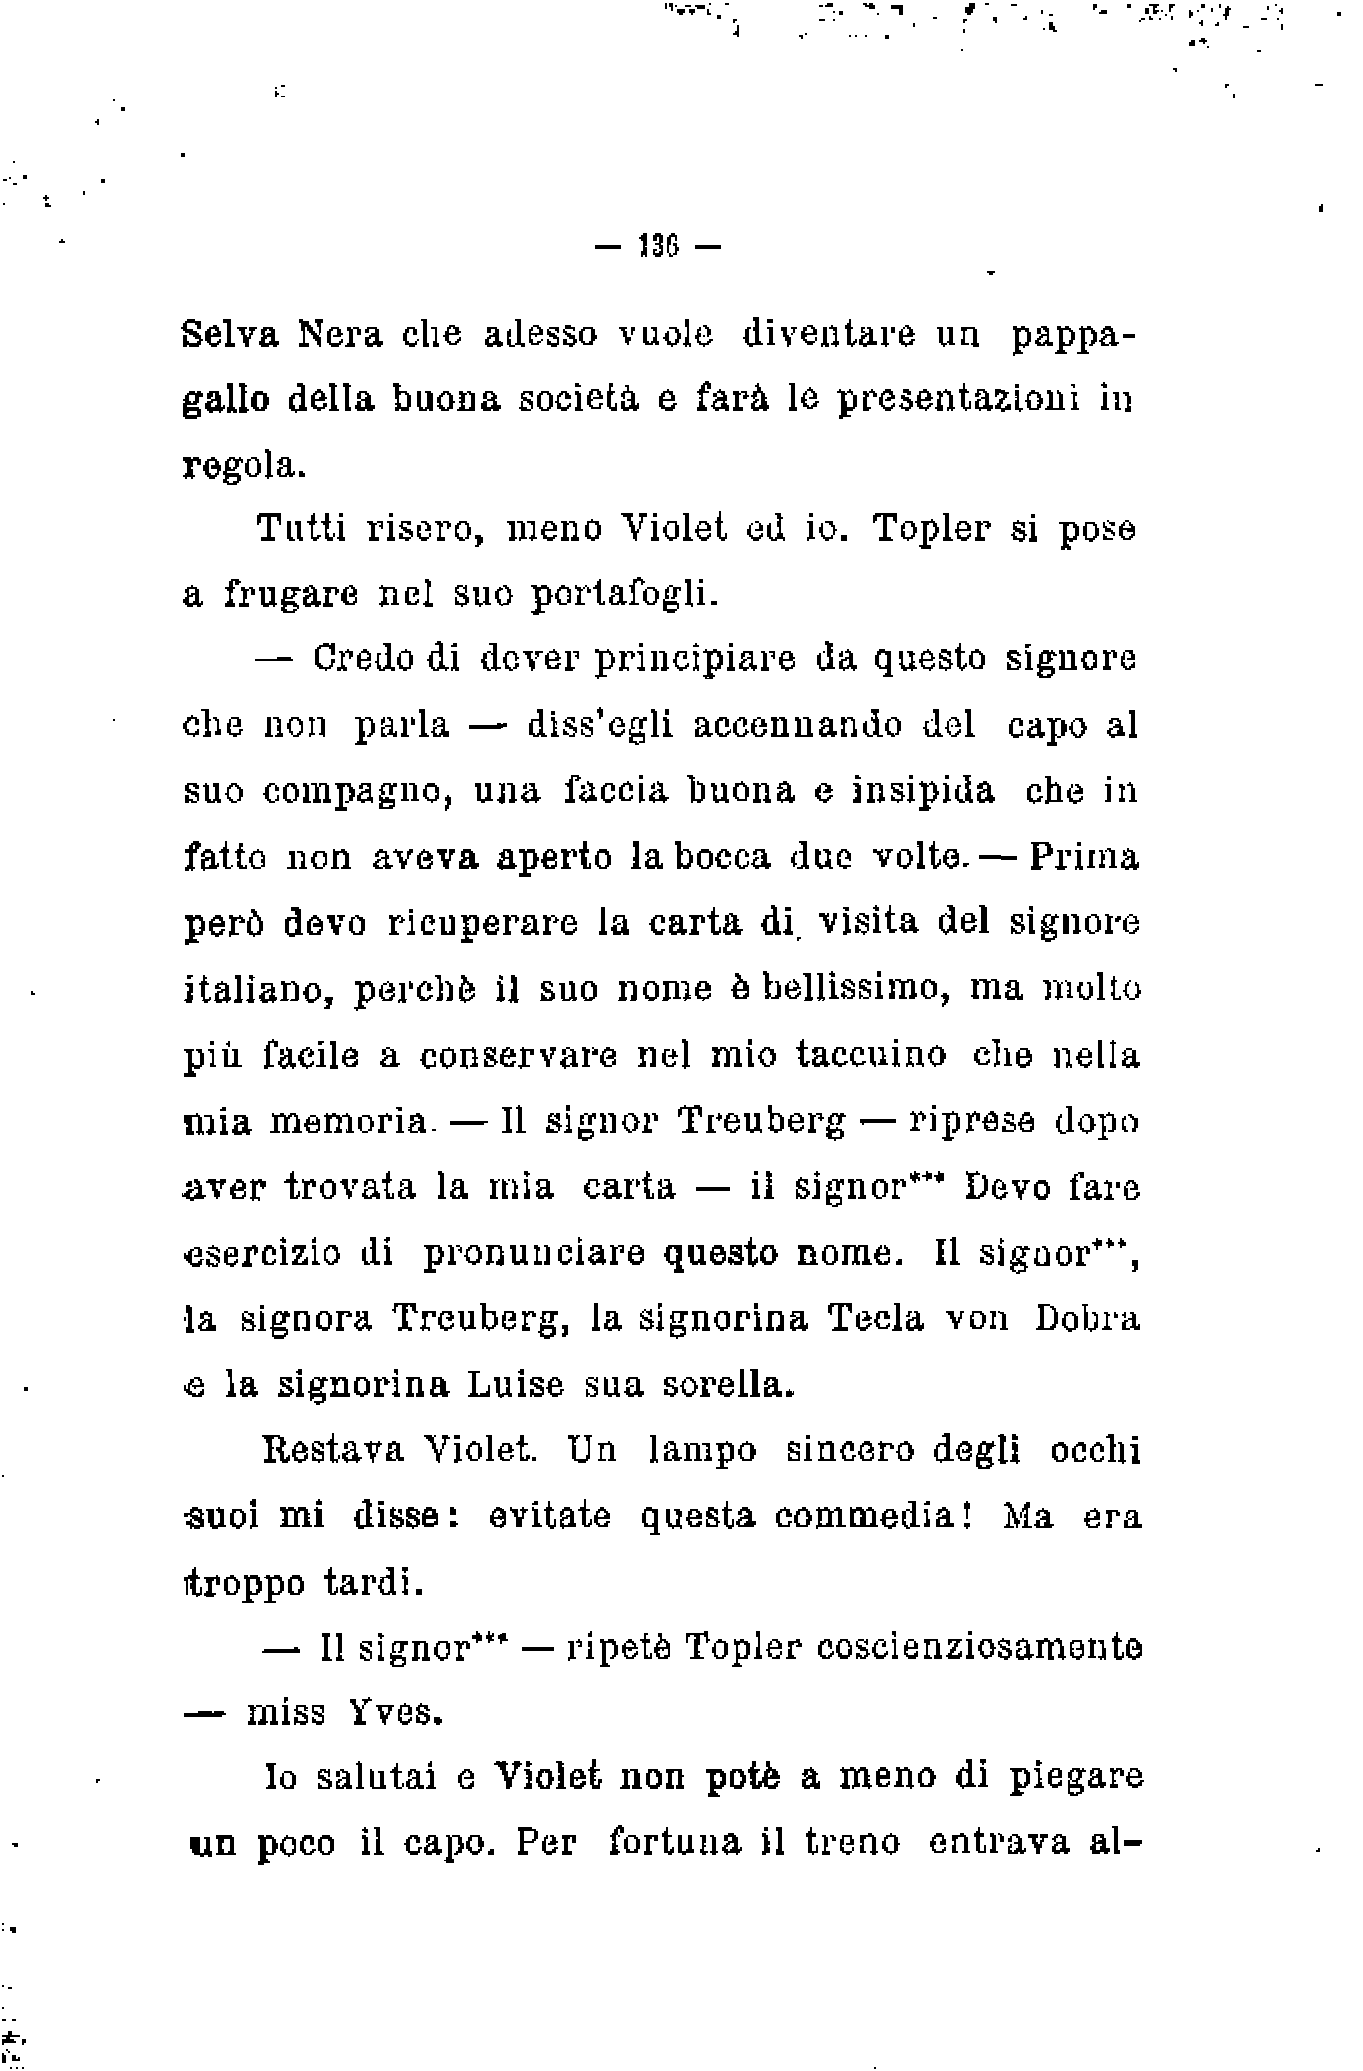 — 136 —
Selva Nera che adesso vuole diventare un pappa-
gallo della buona società e farà le presentazioni in
regola.
Tutti risero, meno Violet ed io. Topler si pose
a frugare nel suo portafogli.
— Credo di dover principiare da questo signore
che non parla — diss'egli accennando del capo al
suo compagno, una faccia buona e insipida che in
fatto non aveva aperto la bocca due volte. — Prima
però devo ricuperare la carta di visita del signore
italiano, perchè il suo nome è bellissimo, ma molto
più facile a conservare nel mio taccuino che nella
mia memoria. — Il signor Treuberg — riprese dopo
aver trovata la mia carta — il signor*** Devo fare
esercizio di pronunciare questo nome. Il signor***,
la signora Treuberg, la signorina Tecla von Dobra
e la signorina Luise sua sorella.
Restava Violet. Un lampo sincero degli occhi
suoi mi disse: evitate questa commedia! Ma era
troppo tardi.
— Il signor*** — ripetè Topler coscienziosamente
— miss Yves.
Io salutai e Violet non potè a meno di piegare
un poco il capo. Per fortuna il treno entrava al-